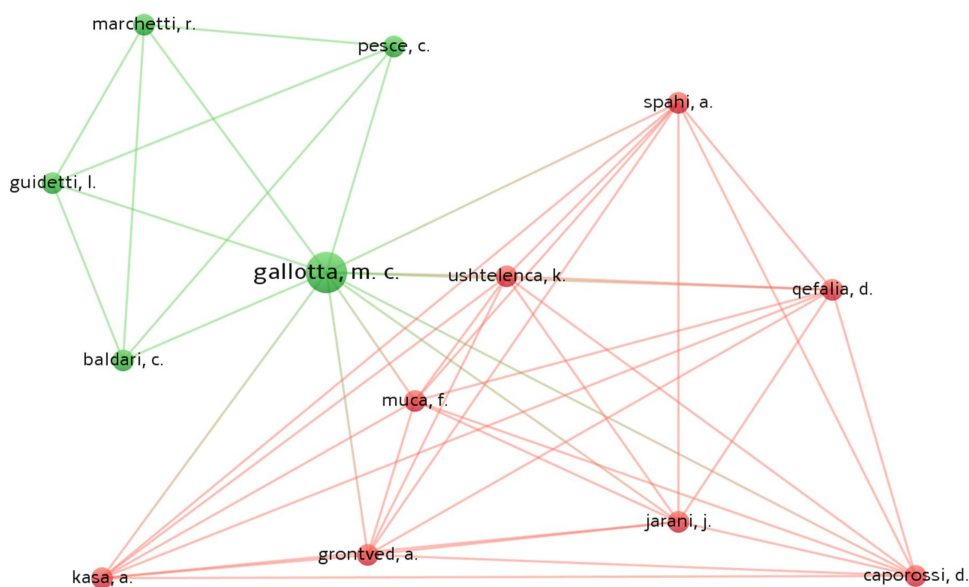 marchetti, r.
pesce, c.
spahi, a.
guidetti, l.
gallotta, m. c.
ushtelenca, k.
qefalia, d.
baldari, c.
muca, f.
jarani, j.
grontved, a.
kasa, a.
caporossi, d